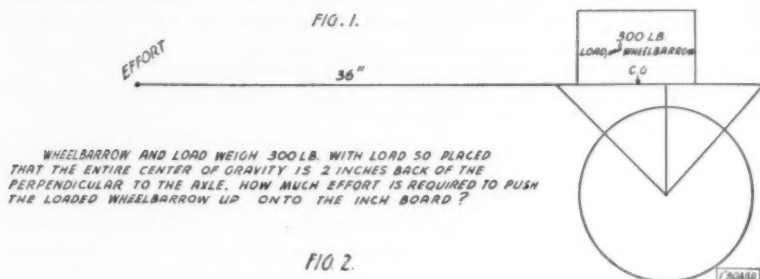 FIG. 1.
EFFORT
36"
300 LB.
LOAD, WHEELBARROW
C G
WHEELBARROW AND LOAD WEIGH 300 LB. WITH LOAD SO PLACED
THAT THE ENTIRE CENTER OF GRAVITY IS 2 INCHES BACK OF THE
PERPENDICULAR TO THE AXLE. HOW MUCH EFFORT IS REQUIRED TO PUSH
THE LOADED WHEELBARROW UP ONTO THE INCH BOARD?
FIG. 2.
BOARD